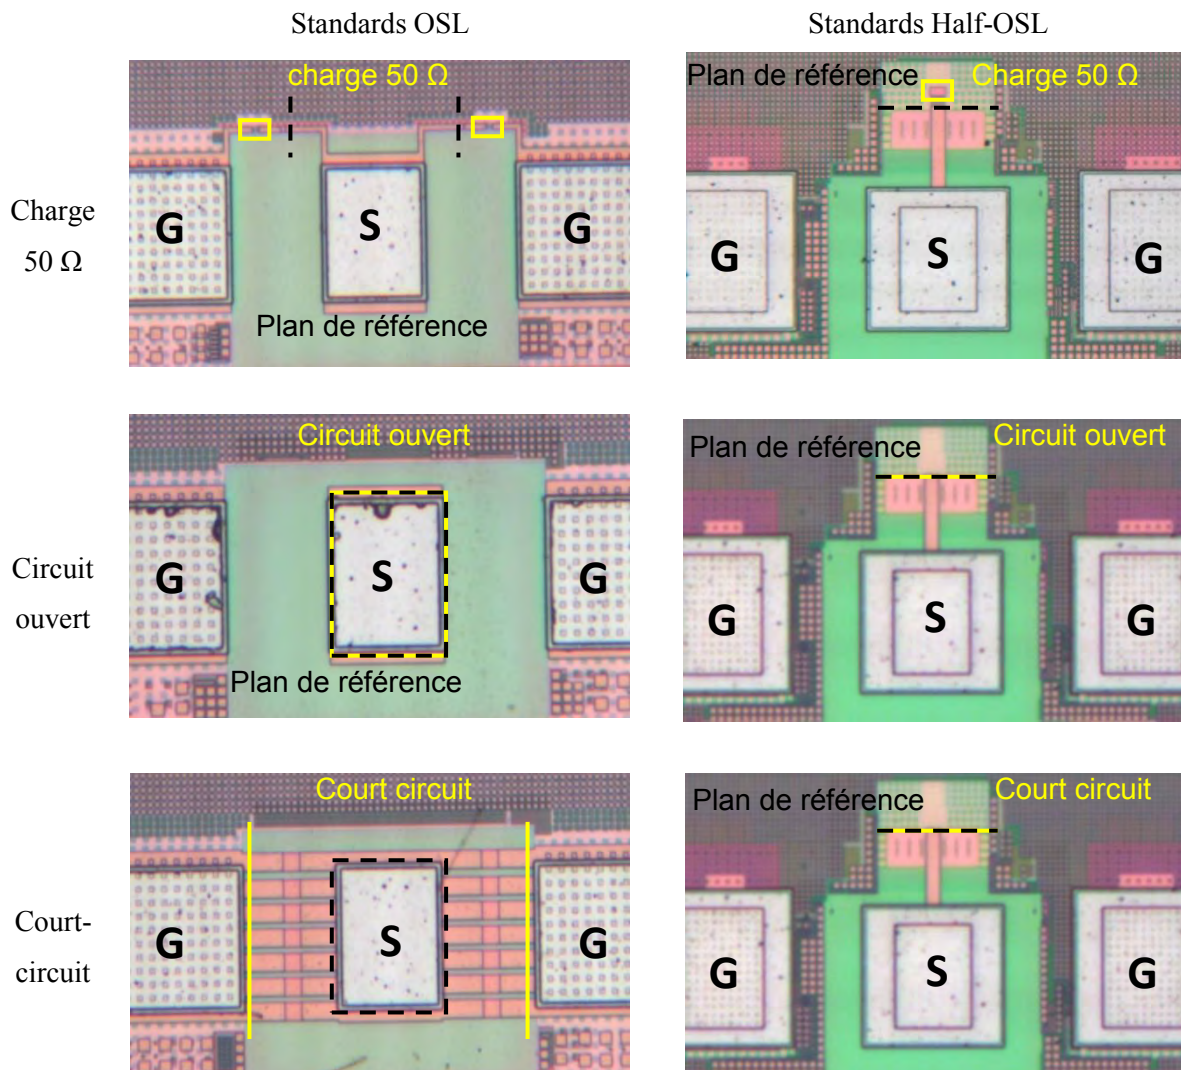 Standards OSL
Standards Half-OSL
charge 50 Ω
Plan de référence
Charge 50 Ω
Charge
50 Ω
G
S
G
G
S
G
Plan de référence
Circuit ouvert
Plan de référence
Circuit ouvert
Circuit
ouvert
G
S
G
G
S
G
Plan de référence
Court circuit
Plan de référence
Court circuit
Court-
circuit
G
S
G
G
S
G